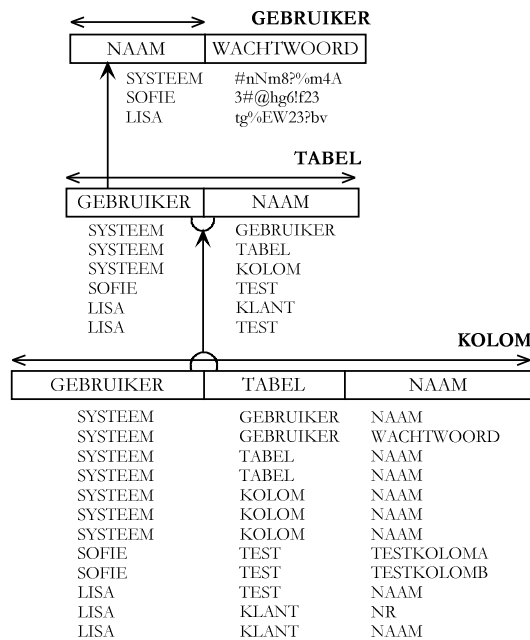 GEBRUIKER
NAAM WACHTWOORD
SYSTEEM #nNm8?%m4A
SOFIE 3#@hg6!f23
LISA tg%EW23?bv
TABEL
GEBRUIKER NAAM
SYSTEEM GEBRUIKER
SYSTEEM TABEL
SYSTEEM KOLOM
SOFIE TEST
LISA KLANT
LISA TEST
KOLOM
GEBRUIKER TABEL NAAM
SYSTEEM GEBRUIKER NAAM
SYSTEEM GEBRUIKER WACHTWOORD
SYSTEEM TABEL NAAM
SYSTEEM TABEL NAAM
SYSTEEM KOLOM NAAM
SYSTEEM KOLOM NAAM
SYSTEEM KOLOM NAAM
SOFIE TEST TESTKOLOMA
SOFIE TEST TESTKOLOMB
LISA TEST NAAM
LISA KLANT NR
LISA KLANT NAAM